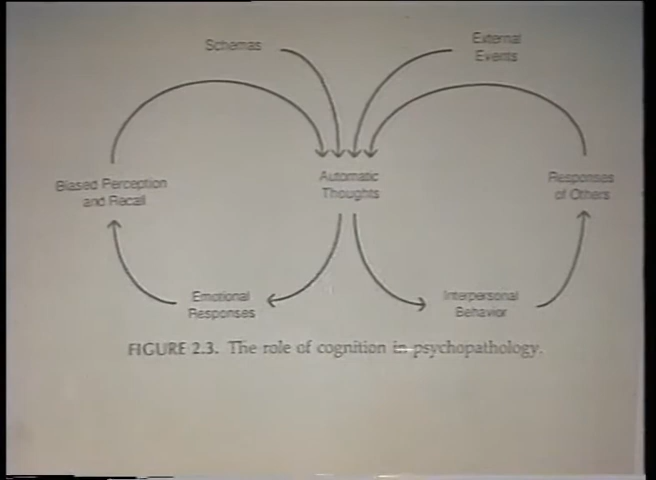 Schemas
External
Events
Biased Perception
and Recall
Automatic
Thoughts
Responses
of Others
Emotional
Responses
Interpersonal
Behavior
FIGURE 2.3. The role of cognition in psychopathology.